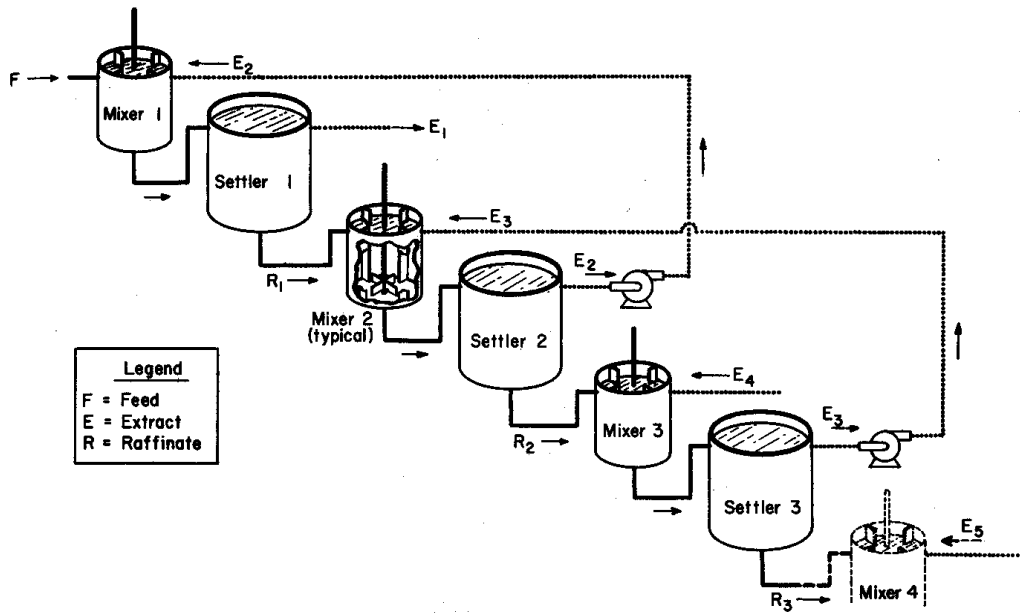 E₂
F
Mixer 1
E₁
Settler 1
E₃
R₁
E₂
Mixer 2
(typical)
Settler 2
Legend
F = Feed
E = Extract
R = Raffinate
E₄
R₂
Mixer 3
E₃
Settler 3
E₅
R₃
Mixer 4